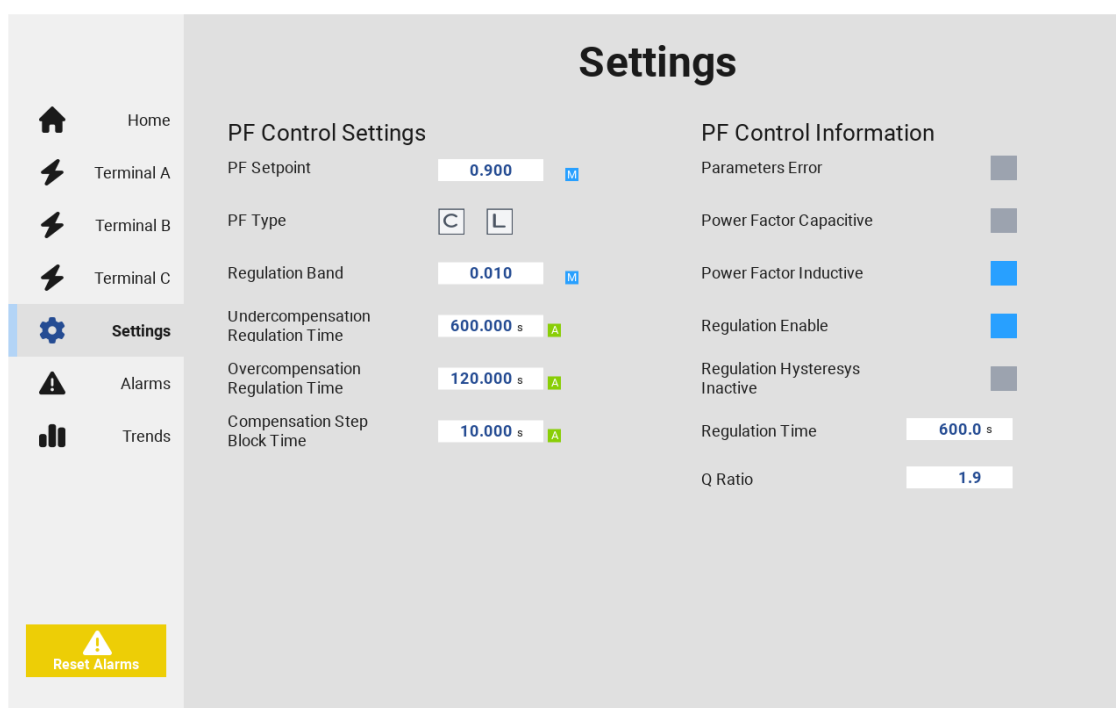 Settings
Home
Terminal A
Terminal B
Terminal C
Settings
Alarms
Trends
Reset Alarms
PF Control Settings
PF Setpoint 0.900 M
PF Type C L
Regulation Band 0.010 M
Undercompensation
Regulation Time 600.000 s A
Overcompensation
Regulation Time 120.000 s A
Compensation Step
Block Time 10.000 s A
PF Control Information
Parameters Error
Power Factor Capacitive
Power Factor Inductive
Regulation Enable
Regulation Hysteresys
Inactive
Regulation Time 600.0 s
Q Ratio 1.9